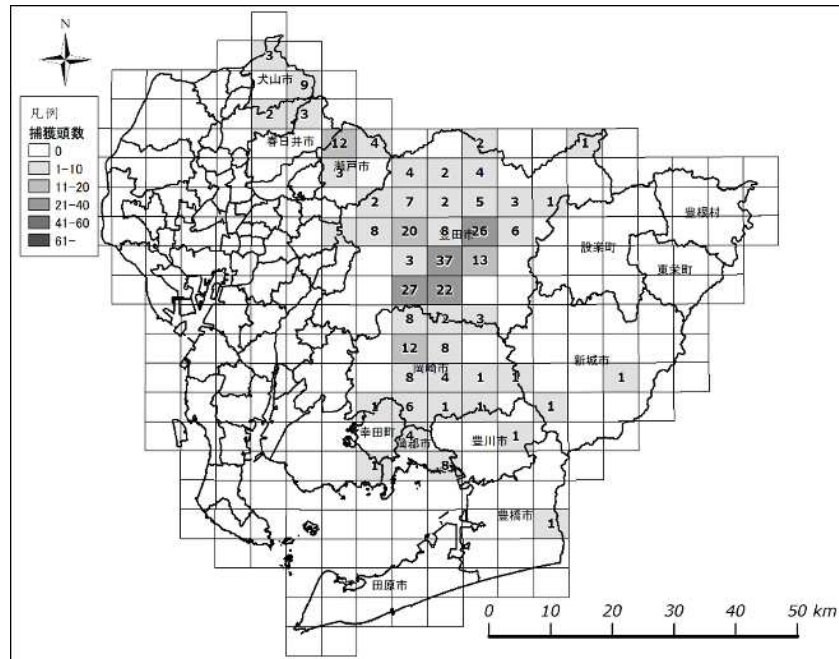 N
3
犬山市
9
凡例
捕獲頭数
0
1-10
11-20
21-40
41-60
61-
2 3
春日井市
12 4 2 1
瀬戸市
3 4 2 4
2 7 2 5 3 1
豊根村
5 8 20 8 26 6
豊田市
設楽町
3 37 13
東栄町
27 22
8 2 3
12 8
新城市
岡崎市
8 4 1 1 1
1 6 1 1 1
幸田町
4
蒲郡市
豊川市
1
1 8
豊橋市
1
田原市
0 10 20 30 40 50 km